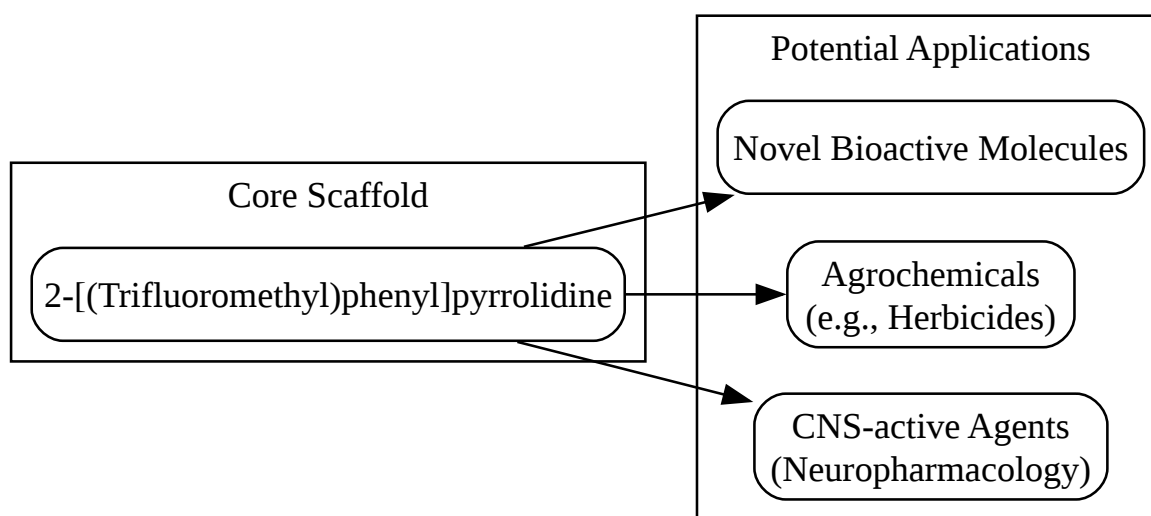 Potential Applications
Novel Bioactive Molecules
Core Scaffold
2-[(Trifluoromethyl)phenyl]pyrrolidine
Agrochemicals
(e.g., Herbicides)
CNS-active Agents
(Neuropharmacology)